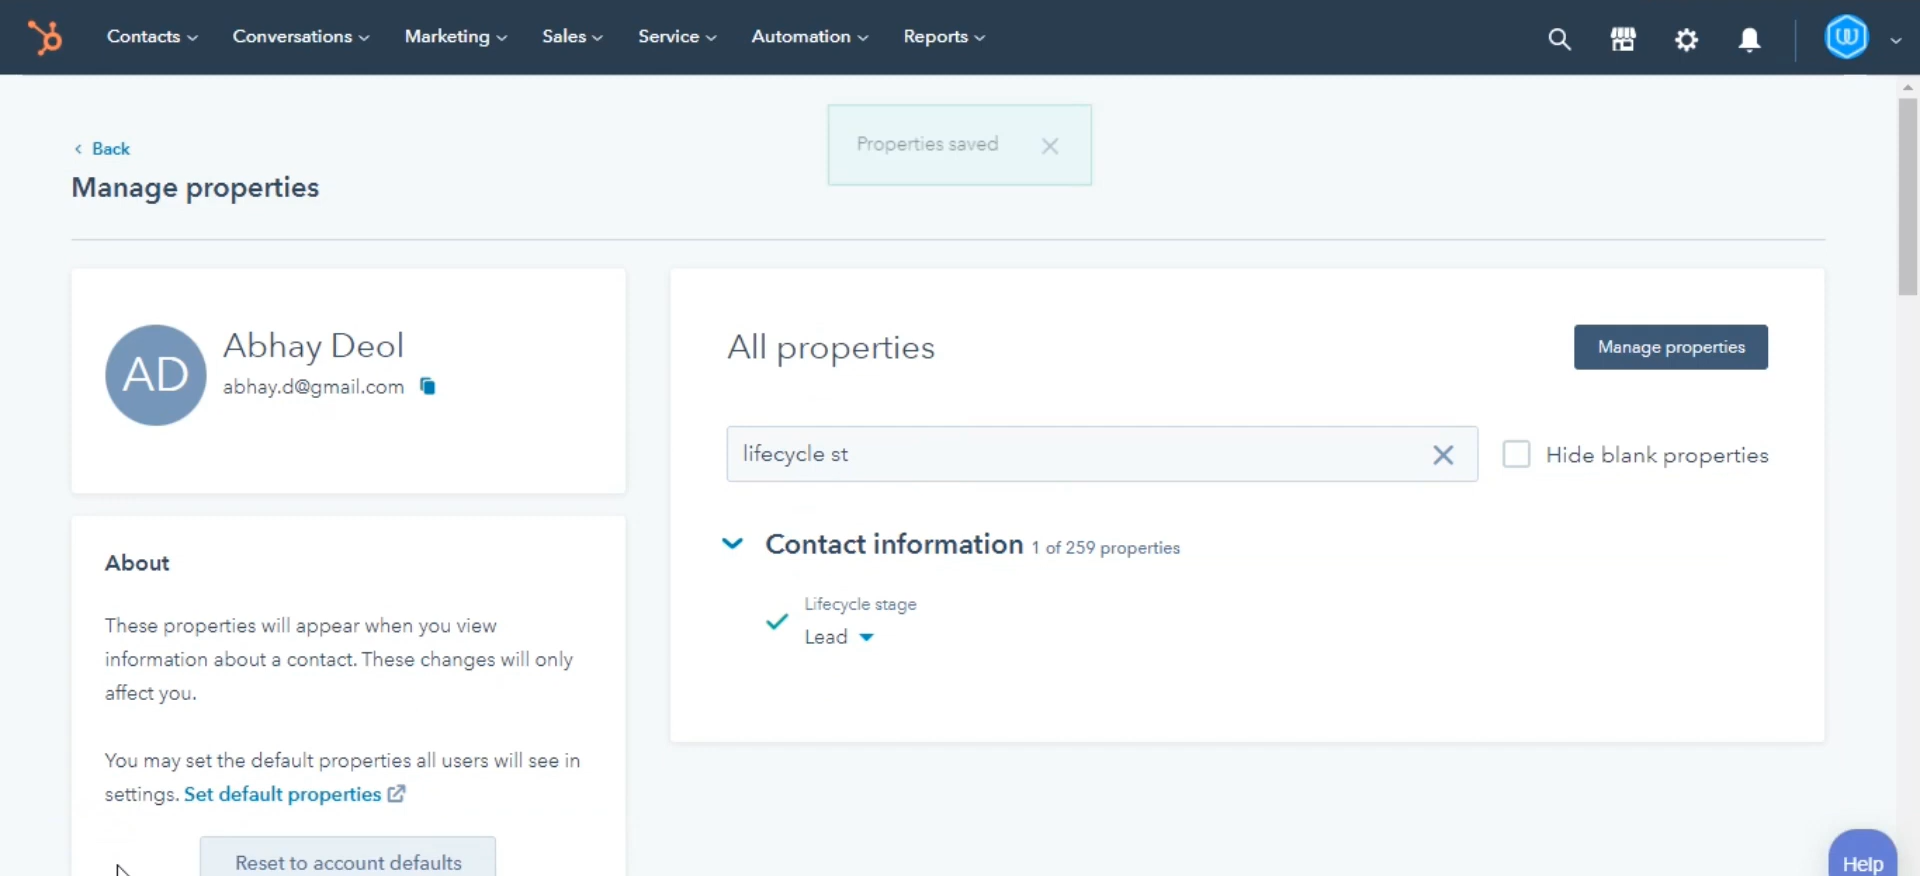 Contacts Conversations Marketing Sales Service Automation Reports
Properties saved
Back
Manage properties
AD
Abhay Deol
abhay.d@gmail.com
About
These properties will appear when you view
information about a contact. These changes will only
affect you.
You may set the default properties all users will see in
settings. Set default properties
Reset to account defaults
All properties
Manage properties
lifecycle st
Hide blank properties
Contact information 1 of 259 properties
Lifecycle stage
Lead
Help